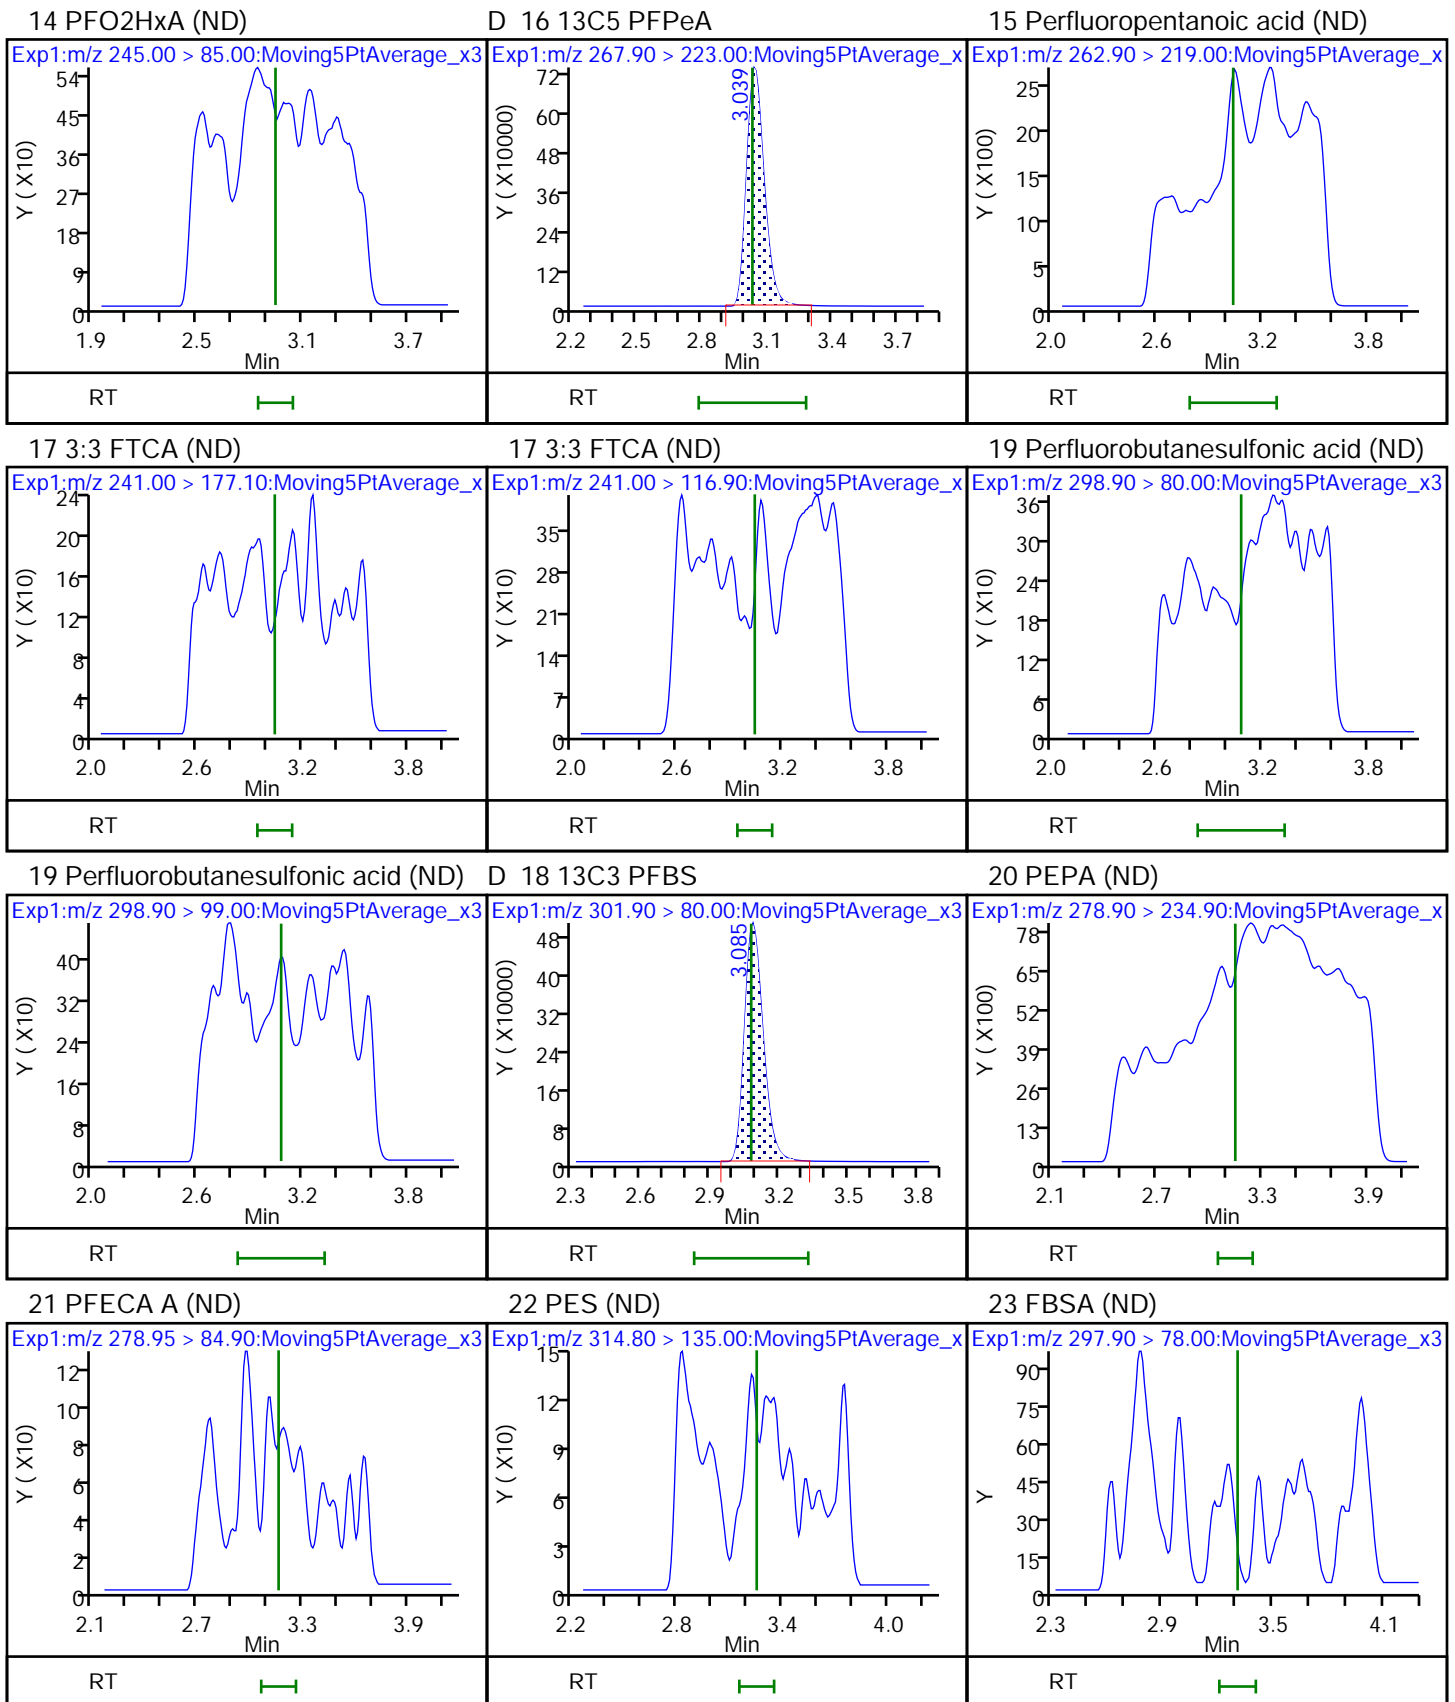 14 PFO2HxA (ND)
Exp1:m/z 245.00 > 85.00:Moving5PtAverage_x3
Y ( X10)
54
45
36
27
18
9
0
1.9 2.5 3.1 3.7
Min
RT
D 16 13C5 PFPeA
Exp1:m/z 267.90 > 223.00:Moving5PtAverage_x
Y ( X10000)
72
60
48
36
24
12
0
3.039
2.2 2.5 2.8 3.1 3.4 3.7
Min
RT
15 Perfluoropentanoic acid (ND)
Exp1:m/z 262.90 > 219.00:Moving5PtAverage_x
Y ( X100)
25
20
15
10
5
0
2.0 2.6 3.2 3.8
Min
RT
17 3:3 FTCA (ND)
Exp1:m/z 241.00 > 177.10:Moving5PtAverage_x
Y ( X10)
24
20
16
12
8
4
0
2.0 2.6 3.2 3.8
Min
RT
17 3:3 FTCA (ND)
Exp1:m/z 241.00 > 116.90:Moving5PtAverage_x
Y ( X10)
35
28
21
14
7
0
2.0 2.6 3.2 3.8
Min
RT
19 Perfluorobutanesulfonic acid (ND)
Exp1:m/z 298.90 > 80.00:Moving5PtAverage_x3
Y ( X10)
36
30
24
18
12
6
0
2.0 2.6 3.2 3.8
Min
RT
19 Perfluorobutanesulfonic acid (ND)
Exp1:m/z 298.90 > 99.00:Moving5PtAverage_x3
Y ( X10)
40
32
24
16
8
0
2.0 2.6 3.2 3.8
Min
RT
D 18 13C3 PFBS
Exp1:m/z 301.90 > 80.00:Moving5PtAverage_x3
Y ( X10000)
48
40
32
24
16
8
0
3.085
2.3 2.6 2.9 3.2 3.5 3.8
Min
RT
20 PEPA (ND)
Exp1:m/z 278.90 > 234.90:Moving5PtAverage_x
Y ( X100)
78
65
52
39
26
13
0
2.1 2.7 3.3 3.9
Min
RT
21 PFECA A (ND)
Exp1:m/z 278.95 > 84.90:Moving5PtAverage_x3
Y ( X10)
12
10
8
6
4
2
0
2.1 2.7 3.3 3.9
Min
RT
22 PES (ND)
Exp1:m/z 314.80 > 135.00:Moving5PtAverage_x
Y ( X10)
15
12
9
6
3
0
2.2 2.8 3.4 4.0
Min
RT
23 FBSA (ND)
Exp1:m/z 297.90 > 78.00:Moving5PtAverage_x3
Y
90
75
60
45
30
15
0
2.3 2.9 3.5 4.1
Min
RT